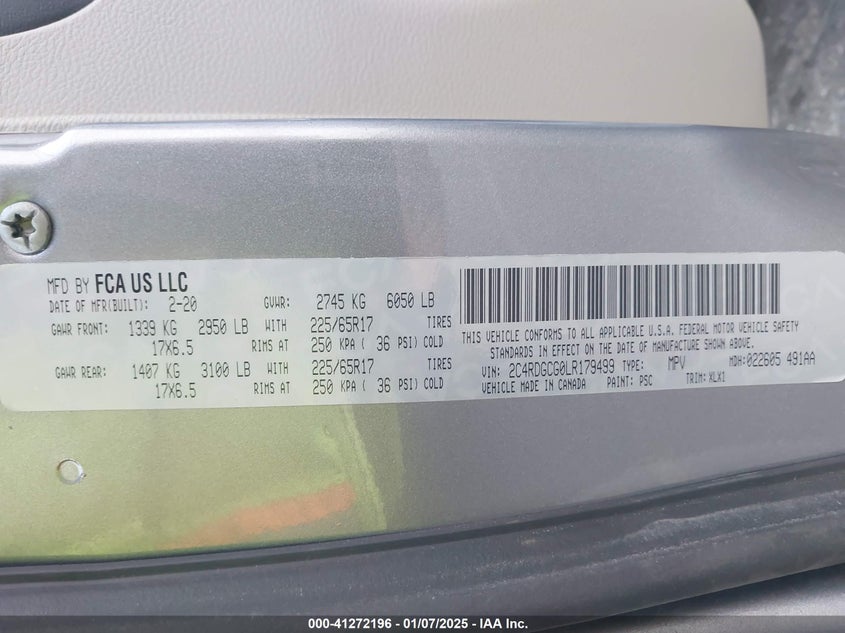 MFD BY FCA US LLC
DATE OF MFR(BUILT): 2-20 GVWR: 2745 KG 6050 LB
GAWR FRONT: 1339 KG 2950 LB WITH 225/65R17 TIRES
17X6.5 RIMS AT 250 KPA ( 36 PSI) COLD
GAWR REAR: 1407 KG 3100 LB WITH 225/65R17 TIRES
17X6.5 RIMS AT 250 KPA ( 36 PSI) COLD
THIS VEHICLE CONFORMS TO ALL APPLICABLE U.S.A. FEDERAL MOTOR VEHICLE SAFETY
STANDARDS IN EFFECT ON THE DATE OF MANUFACTURE SHOWN ABOVE.
VIN: 2C4RDGCG0LR179499 TYPE: MPV MDH: 022605 491AA
VEHICLE MADE IN CANADA PAINT: PSC TRIM: XLX1
000-41272196 - 01/07/2025 - IAA Inc.